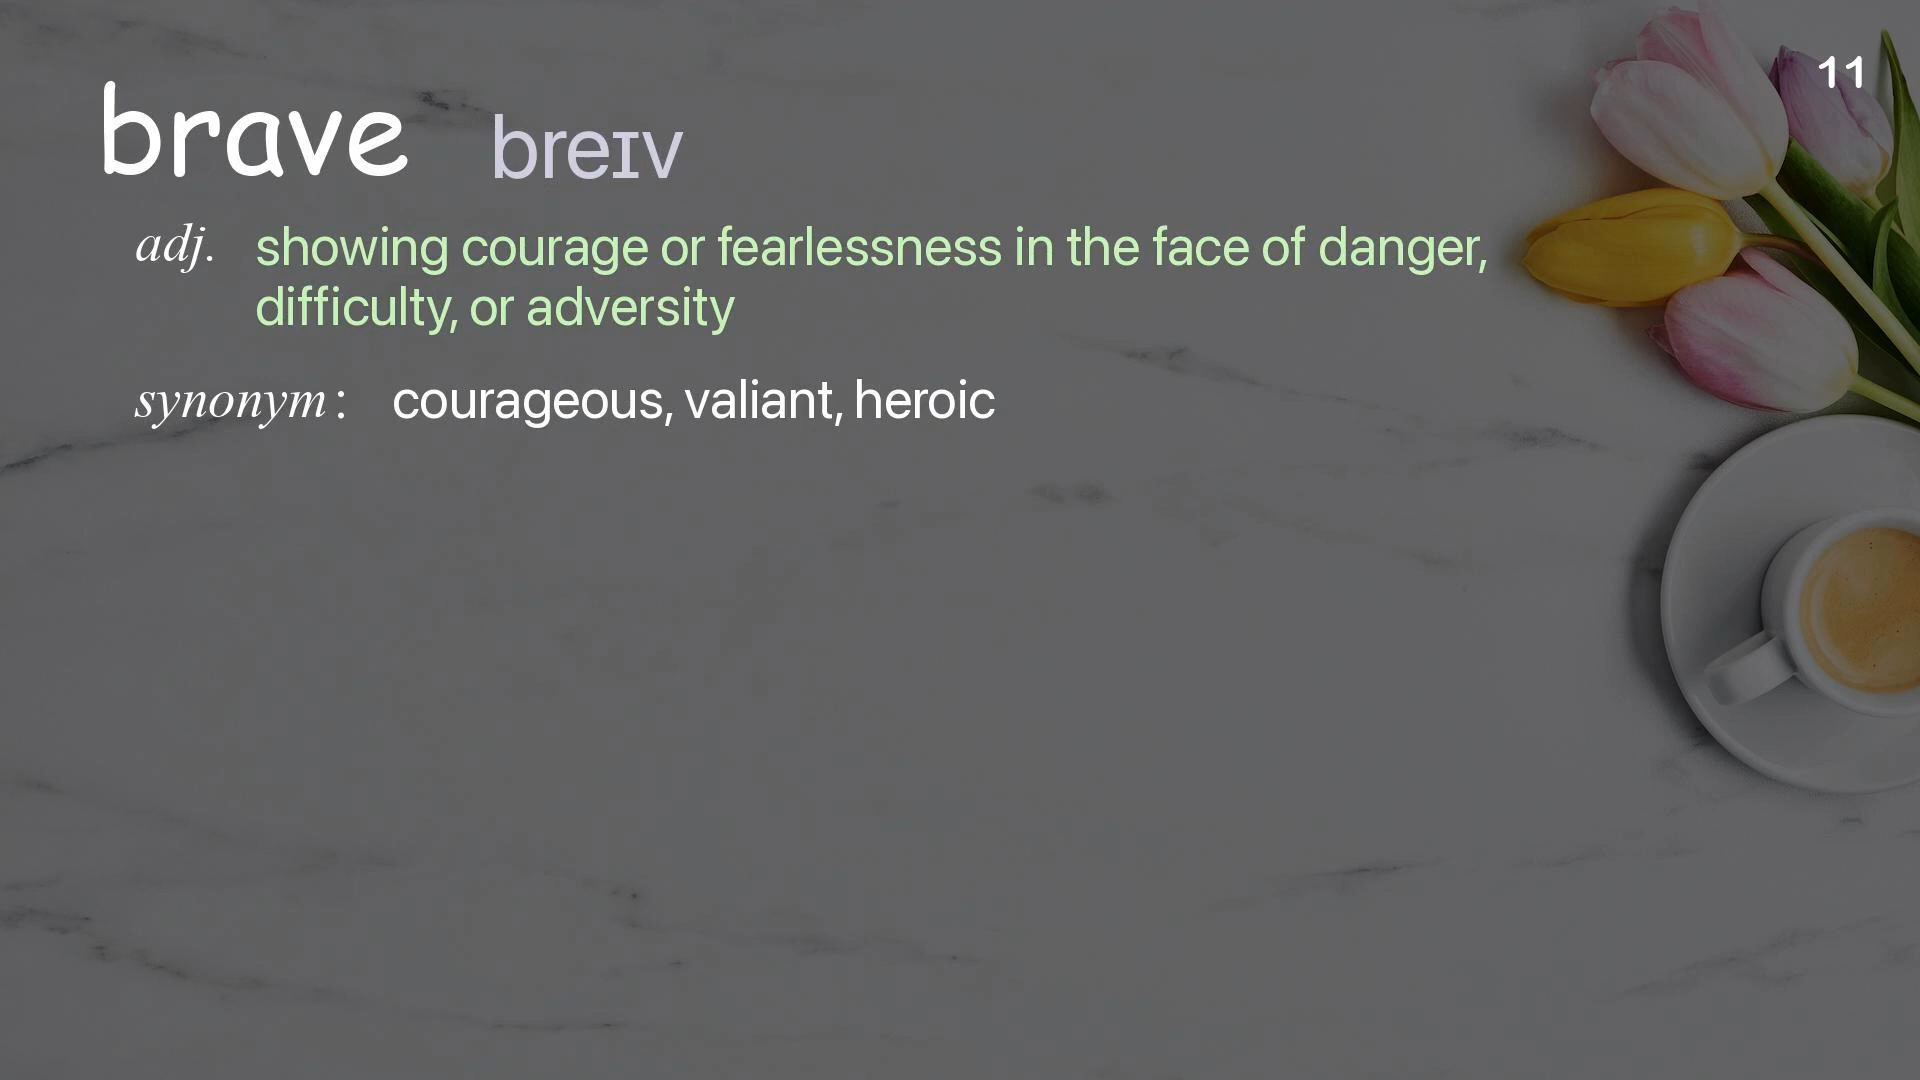 11
brave breɪv
adj. showing courage or fearlessness in the face of danger,
difficulty, or adversity
synonym : courageous, valiant, heroic